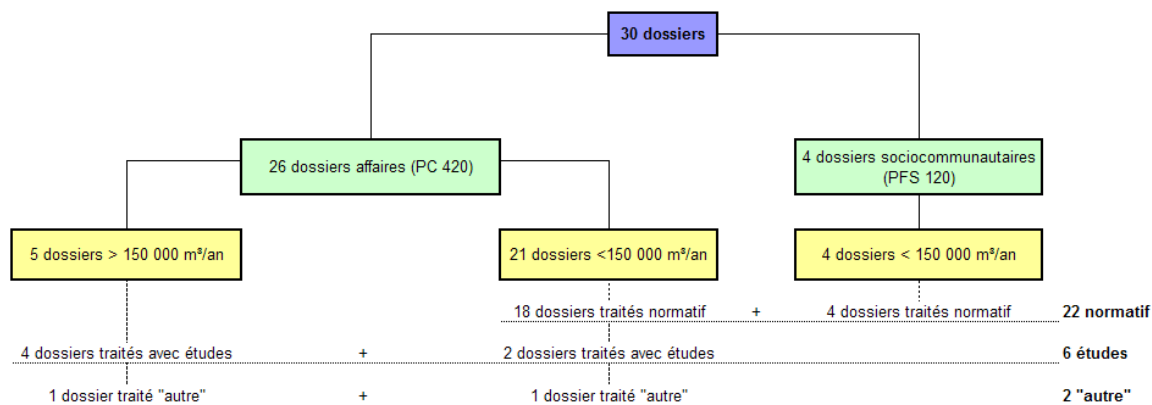 30 dossiers
26 dossiers affaires (PC 420)
4 dossiers sociocommunautaires
(PFS 120)
5 dossiers > 150 000 m³/an
21 dossiers <150 000 m³/an
4 dossiers < 150 000 m³/an
18 dossiers traités normatif + 4 dossiers traités normatif 22 normatif
4 dossiers traités avec études + 2 dossiers traités avec études 6 études
1 dossier traité "autre" + 1 dossier traité "autre" 2 "autre"